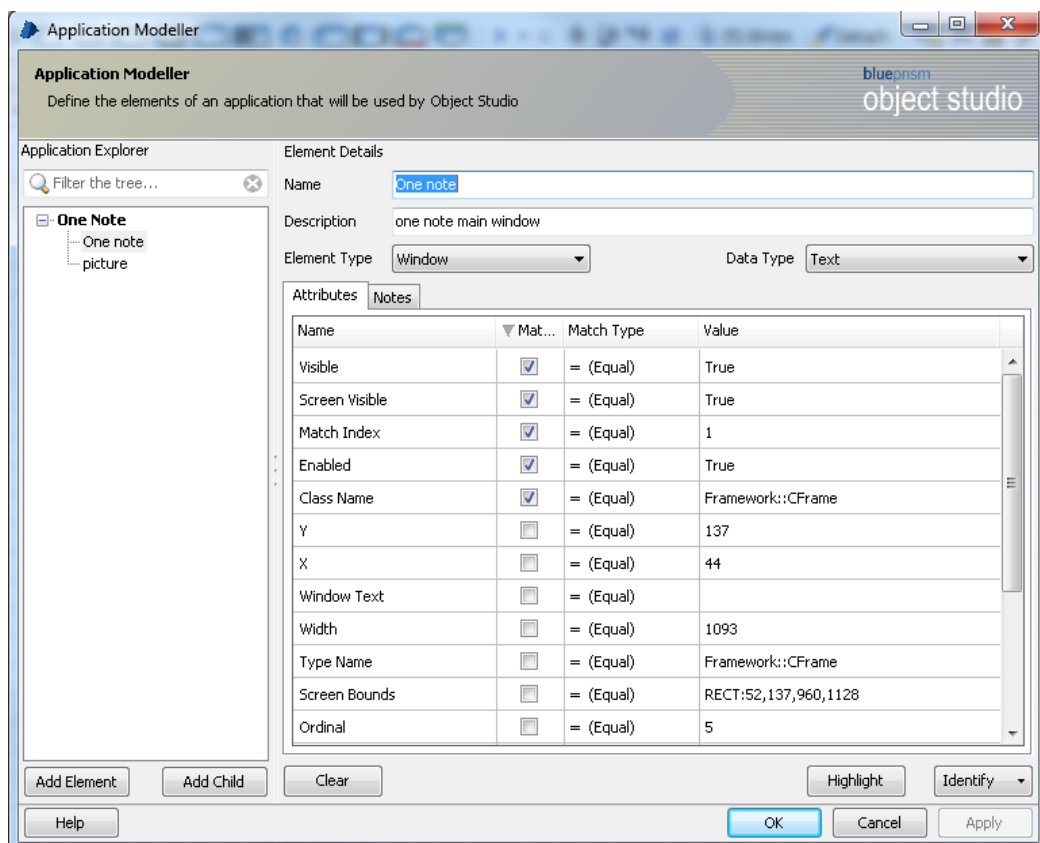 Application Modeller
Application Modeller
Define the elements of an application that will be used by Object Studio
blueprism
object studio
Application Explorer
Filter the tree...
One Note
One note
picture
Element Details
Name One note
Description one note main window
Element Type Window Data Type Text
Attributes Notes
Name Mat... Match Type Value
Visible = (Equal) True
Screen Visible = (Equal) True
Match Index = (Equal) 1
Enabled = (Equal) True
Class Name = (Equal) Framework::CFrame
Y = (Equal) 137
X = (Equal) 44
Window Text = (Equal)
Width = (Equal) 1093
Type Name = (Equal) Framework::CFrame
Screen Bounds = (Equal) RECT:52,137,960,1128
Ordinal = (Equal) 5
Add Element Add Child Clear Highlight Identify
Help OK Cancel Apply